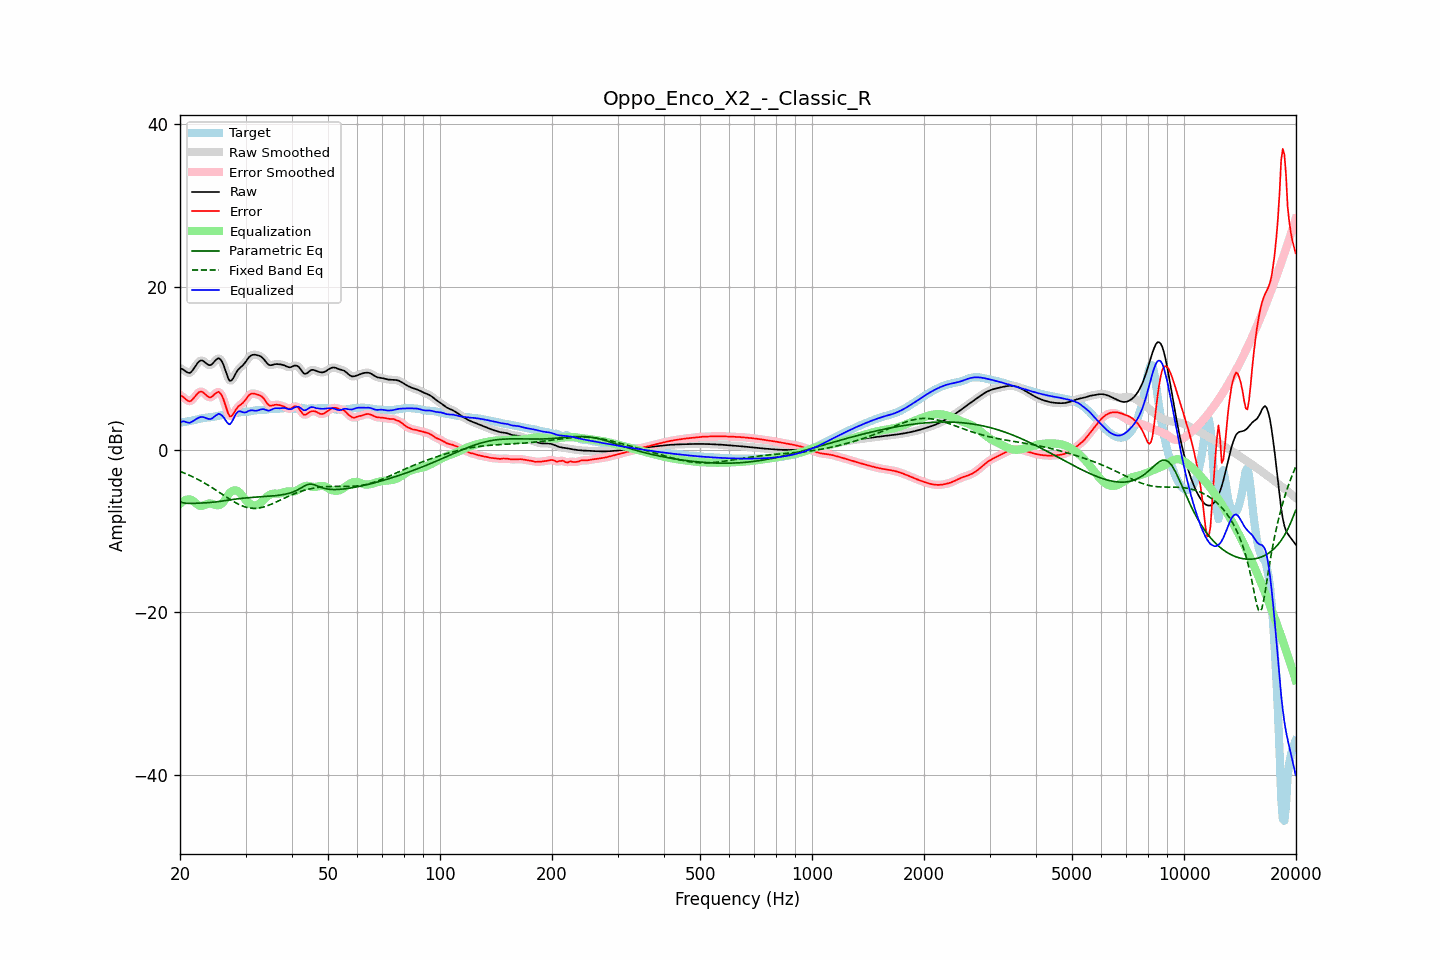 Oppo_Enco_X2_-_Classic_R
Target
Raw Smoothed
Error Smoothed
Raw
Error
Equalization
Parametric Eq
Fixed Band Eq
Equalized
Amplitude (dBr)
40
20
0
−20
−40
20
50
100
200
500
1000
2000
5000
10000
20000
Frequency (Hz)